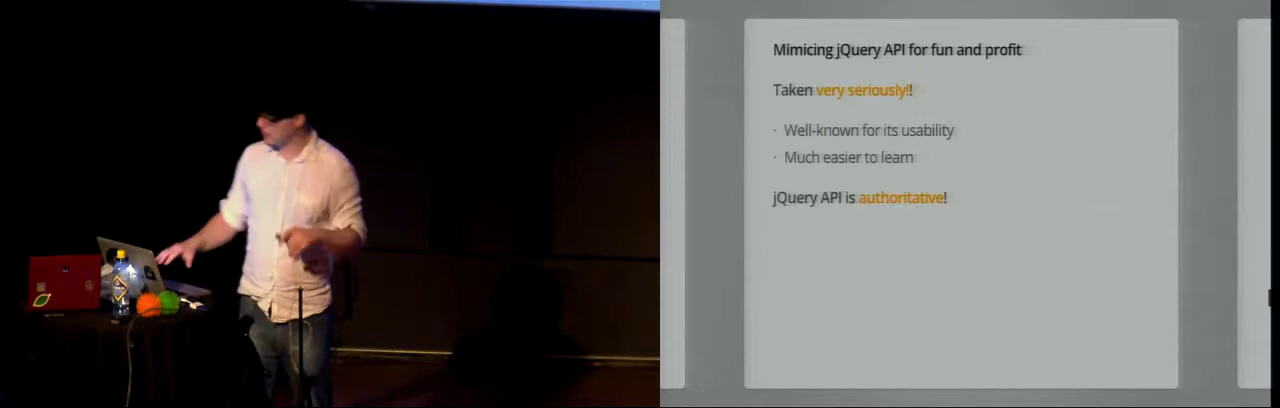 Mimicing jQuery API for fun and profit
Taken very seriously!!
· Well-known for its usability
· Much easier to learn
jQuery API is authoritative!